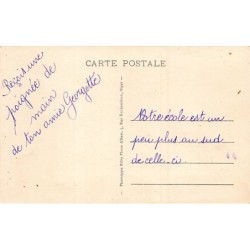 CARTE POSTALE
Reçois une
poignée de
main
de ton amie Georgette
Notre école est un
peu plus au sud
de celle-ci